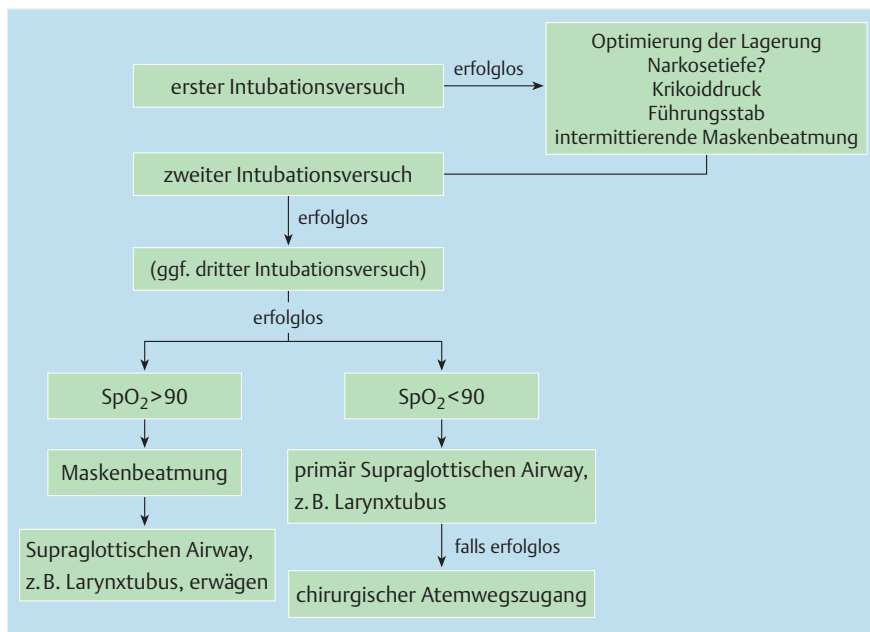 erster Intubationsversuch
erfolglos
Optimierung der Lagerung
Narkosetiefe?
Krikoiddruck
Führungsstab
intermittierende Maskenbeatmung
zweiter Intubationsversuch
erfolglos
(ggf. dritter Intubationsversuch)
erfolglos
SpO₂>90
Maskenbeatmung
Supraglottischen Airway,
z. B. Larynxtubus, erwägen
SpO₂<90
primär Supraglottischen Airway,
z. B. Larynxtubus
falls erfolglos
chirurgischer Atemwegszugang